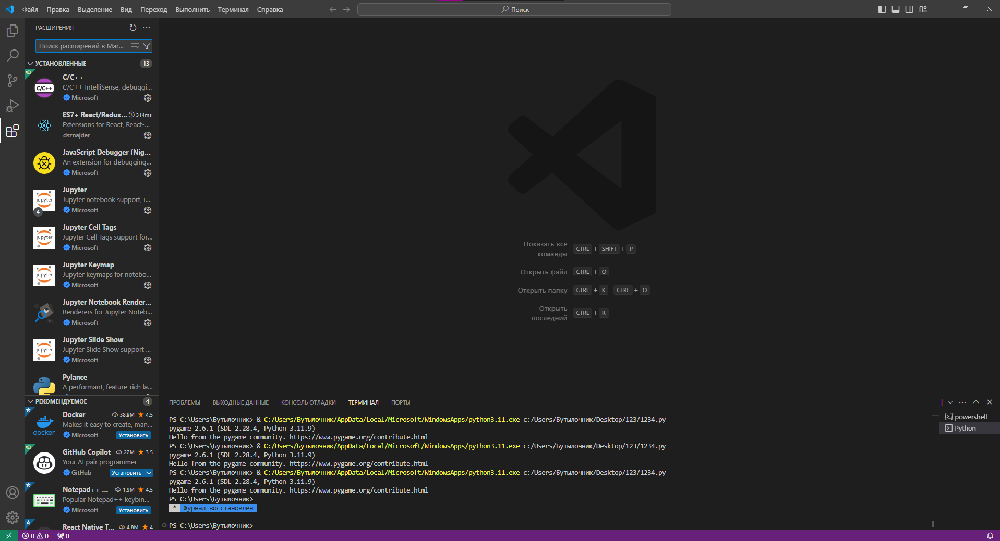 Файл Правка Выделение Вид Переход Выполнить Терминал Справка
Поиск
РАСШИРЕНИЯ
Поиск расширений в Mar...
УСТАНОВЛЕННЫЕ 13
C/C++
C/C++
C/C++ IntelliSense, debuggi...
Microsoft
ES7+ React/Redux... 314ms
Extensions for React, React-...
dsznajder
JavaScript Debugger (Nig...
An extension for debugging...
Microsoft
jupyter
4
Jupyter
Jupyter notebook support, i...
Microsoft
jupyter
Jupyter Cell Tags
Jupyter Cell Tags support for...
Microsoft
jupyter
Jupyter Keymap
Jupyter keymaps for notebo...
Microsoft
Jupyter Notebook Render...
Renderers for Jupyter Noteb...
Microsoft
jupyter
Jupyter Slide Show
Jupyter Slide Show support ...
Microsoft
Pylance
A performant, feature-rich la...
РЕКОМЕНДУЕМОЕ 4
docker
Docker 38.9M 4.5
Makes it easy to create, man...
Microsoft Установить
GitHub Copilot 22M 3.5
Your AI pair programmer
GitHub Установить
Notepad++ ... 1.9M 4.5
Popular Notepad++ keybin...
Microsoft Установить
React Native T... 4.8M 4
Показать все
команды CTRL + SHIFT + P
Открыть файл CTRL + O
Открыть папку CTRL + K CTRL + O
Открыть
последний CTRL + R
ПРОБЛЕМЫ ВЫХОДНЫЕ ДАННЫЕ КОНСОЛЬ ОТЛАДКИ ТЕРМИНАЛ ПОРТЫ
PS C:\Users\Бутылочник> & C:/Users/Бутылочник/AppData/Local/Microsoft/WindowsApps/python3.11.exe c:/Users/Бутылочник/Desktop/123/1234.py
pygame 2.6.1 (SDL 2.28.4, Python 3.11.9)
Hello from the pygame community. https://www.pygame.org/contribute.html
PS C:\Users\Бутылочник> & C:/Users/Бутылочник/AppData/Local/Microsoft/WindowsApps/python3.11.exe c:/Users/Бутылочник/Desktop/123/1234.py
pygame 2.6.1 (SDL 2.28.4, Python 3.11.9)
Hello from the pygame community. https://www.pygame.org/contribute.html
PS C:\Users\Бутылочник> & C:/Users/Бутылочник/AppData/Local/Microsoft/WindowsApps/python3.11.exe c:/Users/Бутылочник/Desktop/123/1234.py
pygame 2.6.1 (SDL 2.28.4, Python 3.11.9)
Hello from the pygame community. https://www.pygame.org/contribute.html
PS C:\Users\Бутылочник>
* Журнал восстановлен
PS C:\Users\Бутылочник>
powershell
Python
0 0 0